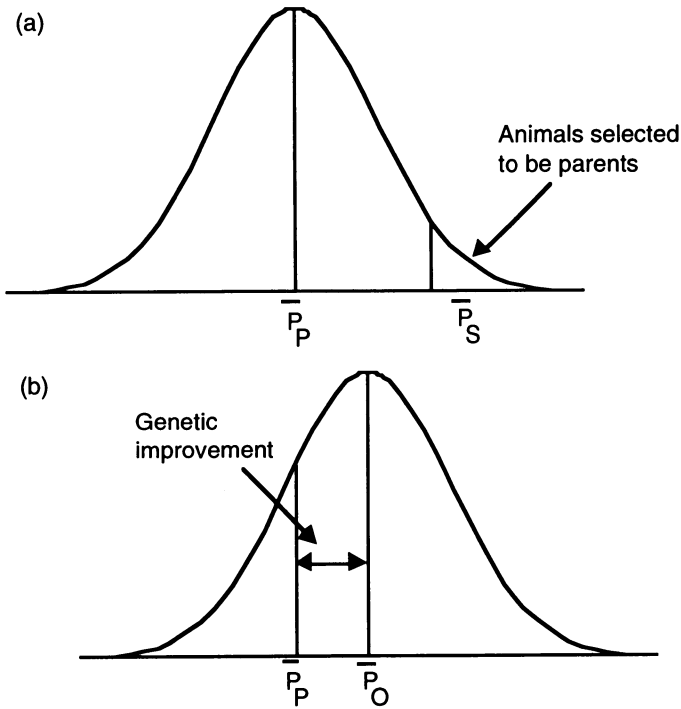 (a)
Animals selected
to be parents
P̅P
P̅S
(b)
Genetic
improvement
P̅P
P̅O